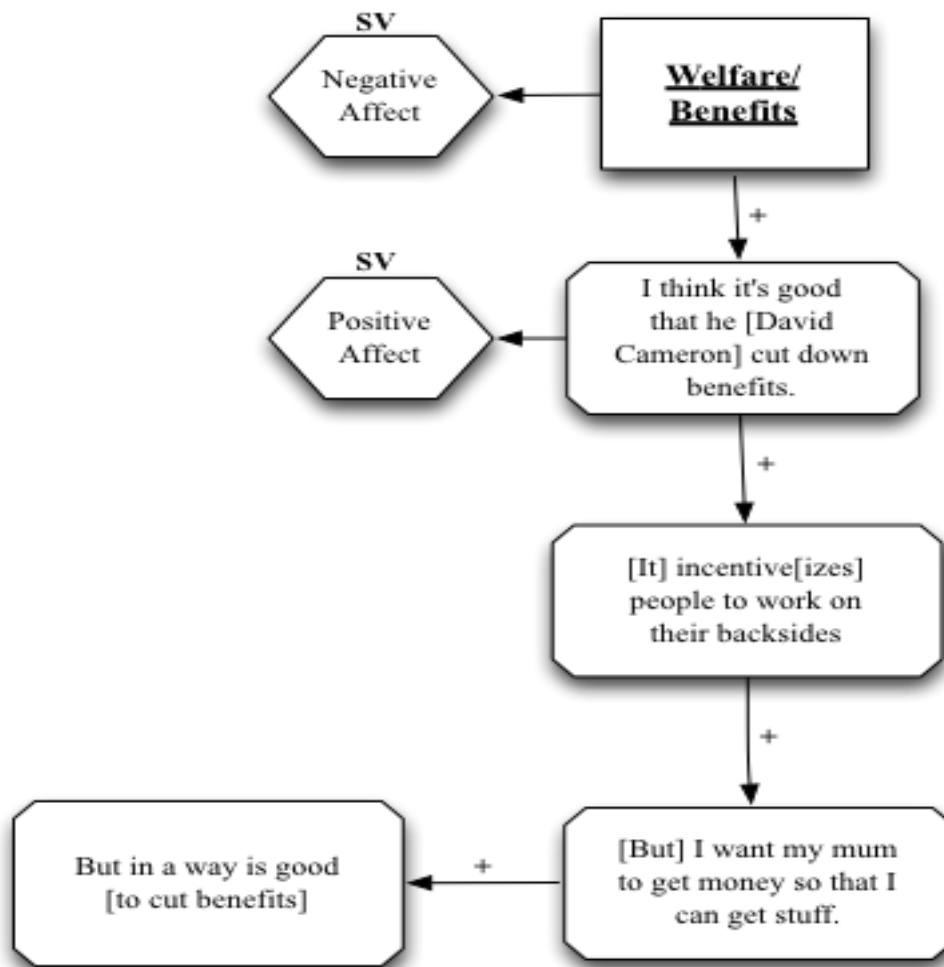 SV
Negative
Affect
Welfare/
Benefits
+
SV
Positive
Affect
I think it's good
that he [David
Cameron] cut down
benefits.
+
[It] incentive[izes]
people to work on
their backsides
+
[But] I want my mum
to get money so that I
can get stuff.
+
But in a way is good
[to cut benefits]